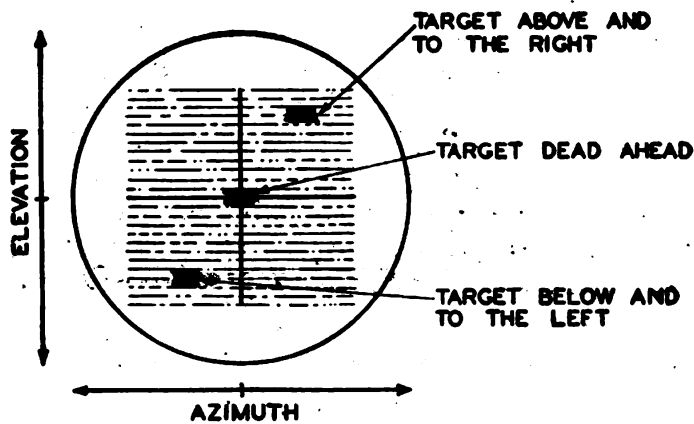 TARGET ABOVE AND
TO THE RIGHT
TARGET DEAD AHEAD
ELEVATION
TARGET BELOW AND
TO THE LEFT
AZIMUTH